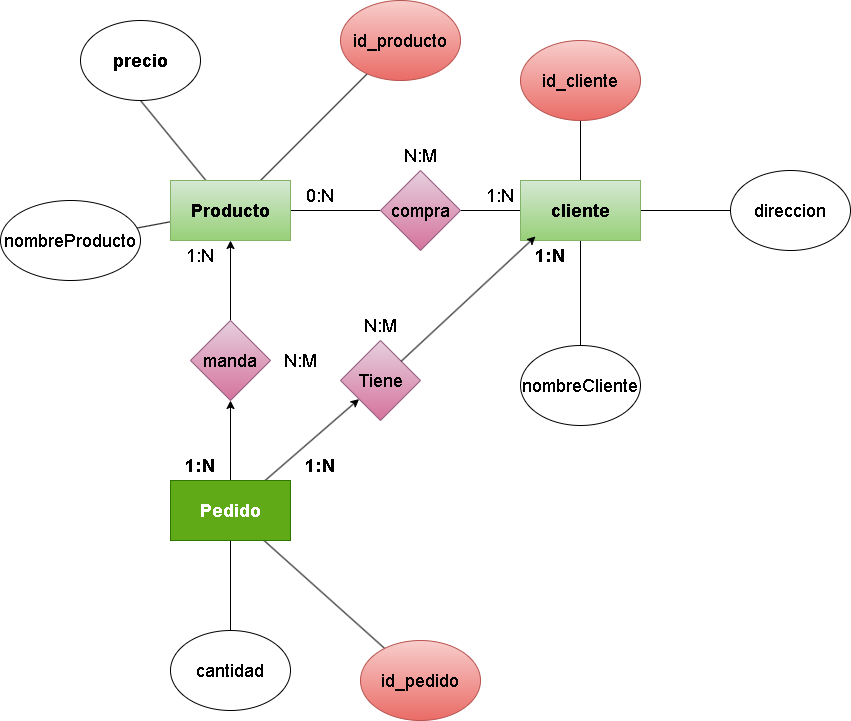 id_producto
precio
id_cliente
N:M
Producto
0:N
compra
1:N
cliente
direccion
nombreProducto
1:N
1:N
N:M
manda
N:M
Tiene
nombreCliente
1:N
1:N
Pedido
cantidad
id_pedido